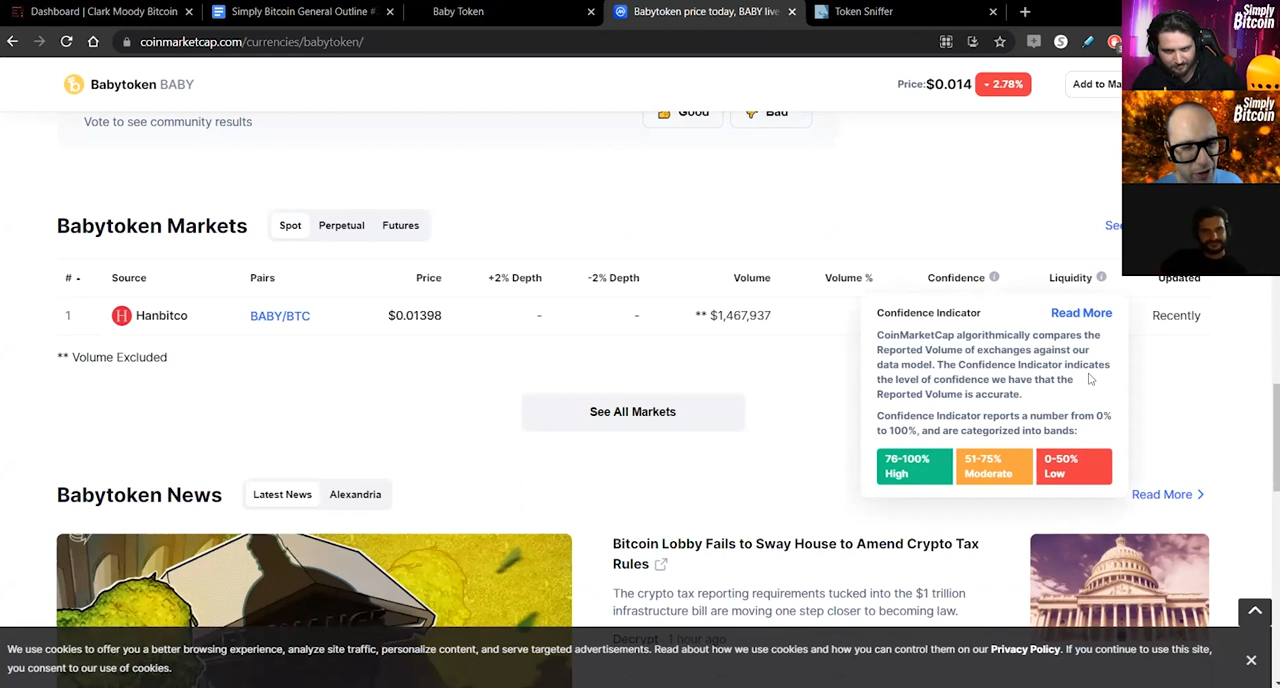 Dashboard | Clark Moody Bitcoin
Simply Bitcoin General Outline #
Baby Token
Babytoken price today, BABY live
Token Sniffer
coinmarketcap.com/currencies/babytoken/
Simply
Bitcoin
Babytoken BABY
Price:$0.014
2.78%
Add to Ma
Simply
Bitcoin
Vote to see community results
Good
Bad
Babytoken Markets
Spot
Perpetual
Futures
See
#
Source
Pairs
Price
+2% Depth
-2% Depth
Volume
Volume %
Confidence
Liquidity
Updated
1
Hanbitco
BABY/BTC
$0.01398
-
-
** $1,467,937
Recently
Confidence Indicator
Read More
CoinMarketCap algorithmically compares the
Reported Volume of exchanges against our
data model. The Confidence Indicator indicates
the level of confidence we have that the
Reported Volume is accurate.
Confidence Indicator reports a number from 0%
to 100%, and are categorized into bands:
76-100%
High
51-75%
Moderate
0-50%
Low
** Volume Excluded
See All Markets
Babytoken News
Latest News
Alexandria
Read More
Bitcoin Lobby Fails to Sway House to Amend Crypto Tax
Rules
The crypto tax reporting requirements tucked into the $1 trillion
infrastructure bill are moving one step closer to becoming law.
Decrypt 1 hour ago
We use cookies to offer you a better browsing experience, analyze site traffic, personalize content, and serve targeted advertisements. Read about how we use cookies and how you can control them on our Privacy Policy. If you continue to use this site,
you consent to our use of cookies.